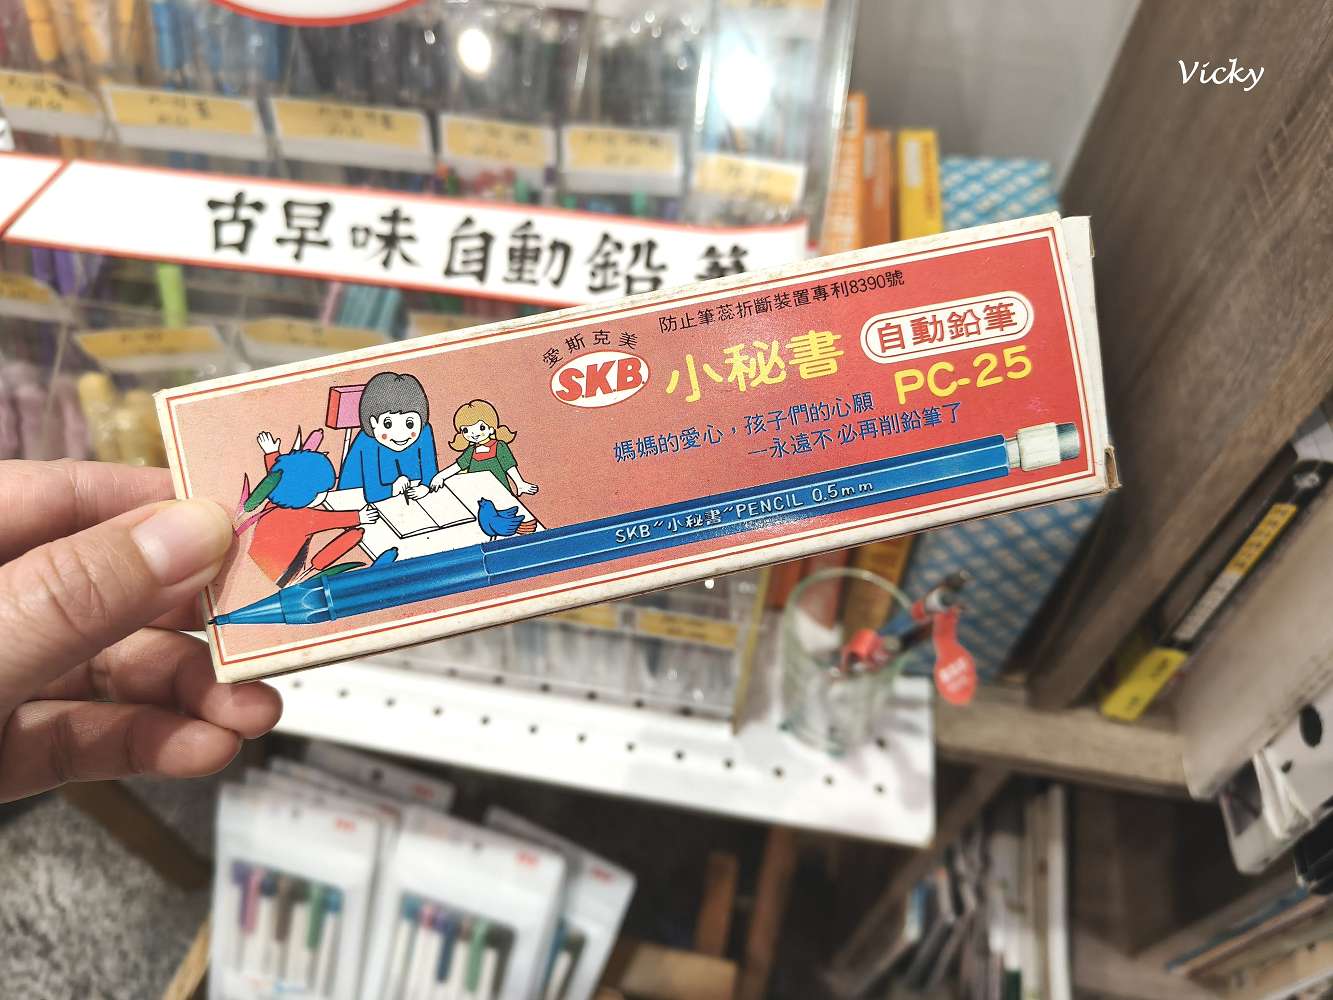 Vicky
古早味自動鉛筆
防止筆蕊折斷裝置專利8390號
愛斯克美
S.K.B.
小秘書
自動鉛筆
PC-25
媽媽的愛心,孩子們的心願
一永遠不必再削鉛筆了
SKB"小秘書"PENCIL 0.5mm